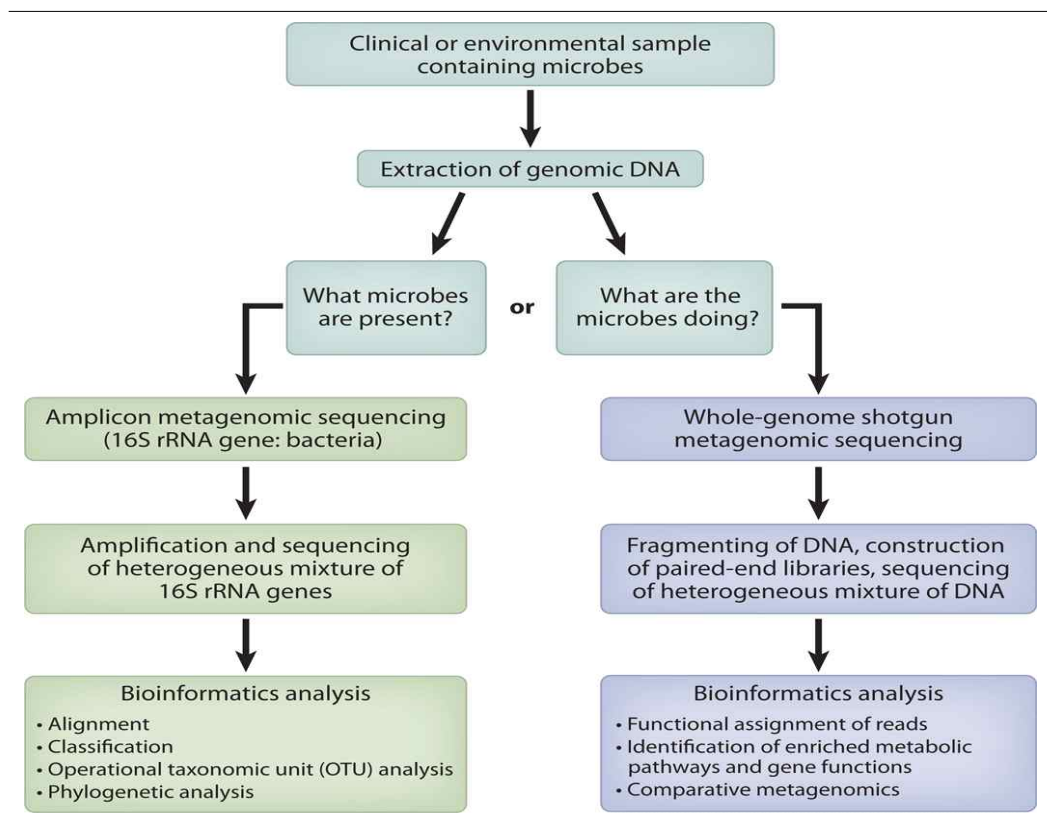 Clinical or environmental sample
containing microbes
Extraction of genomic DNA
What microbes
are present?
or
What are the
microbes doing?
Amplicon metagenomic sequencing
(16S rRNA gene: bacteria)
Whole-genome shotgun
metagenomic sequencing
Amplification and sequencing
of heterogeneous mixture of
16S rRNA genes
Fragmenting of DNA, construction
of paired-end libraries, sequencing
of heterogeneous mixture of DNA
Bioinformatics analysis
• Alignment
• Classification
• Operational taxonomic unit (OTU) analysis
• Phylogenetic analysis
Bioinformatics analysis
• Functional assignment of reads
• Identification of enriched metabolic
pathways and gene functions
• Comparative metagenomics